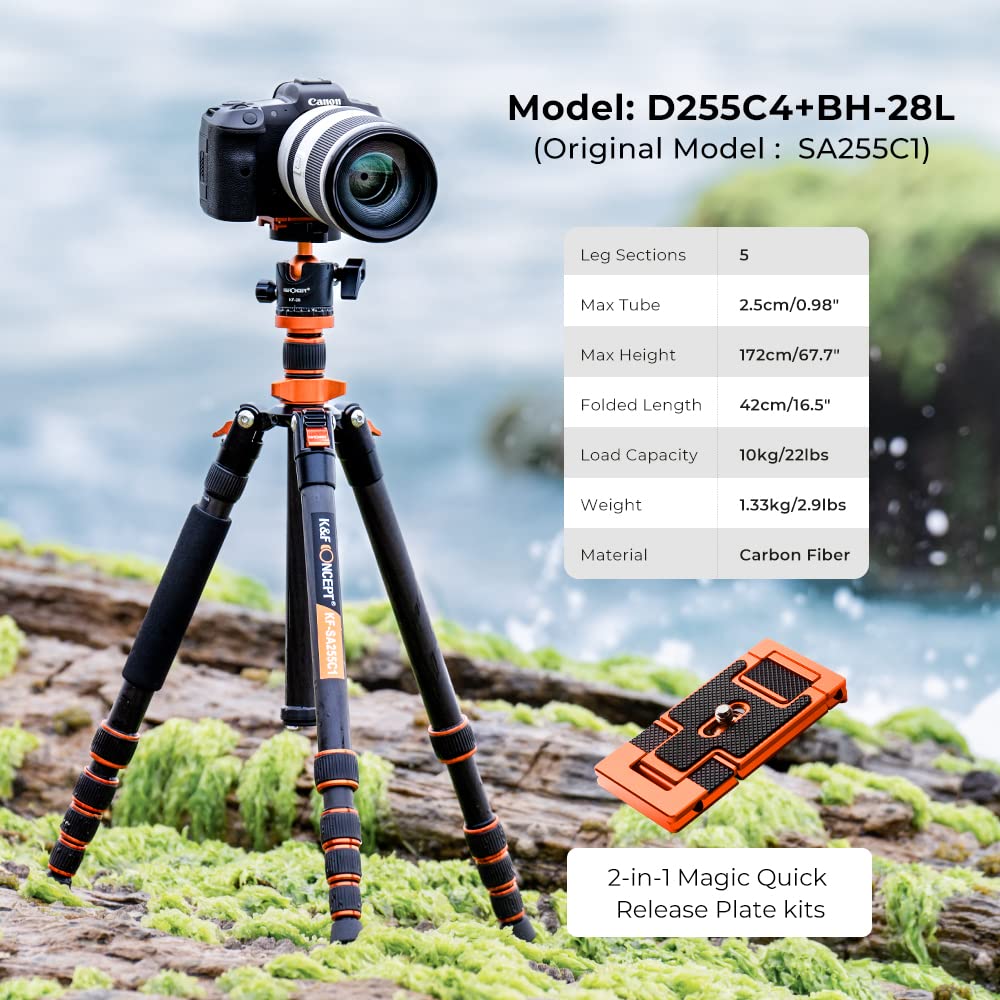 Model: D255C4+BH-28L
(Original Model : SA255C1)
Canon
Leg Sections 5
Max Tube 2.5cm/0.98"
Max Height 172cm/67.7"
Folded Length 42cm/16.5"
Load Capacity 10kg/22lbs
Weight 1.33kg/2.9lbs
Material Carbon Fiber
K&F CONCEPT®
KF-SA255C1
2-in-1 Magic Quick
Release Plate kits